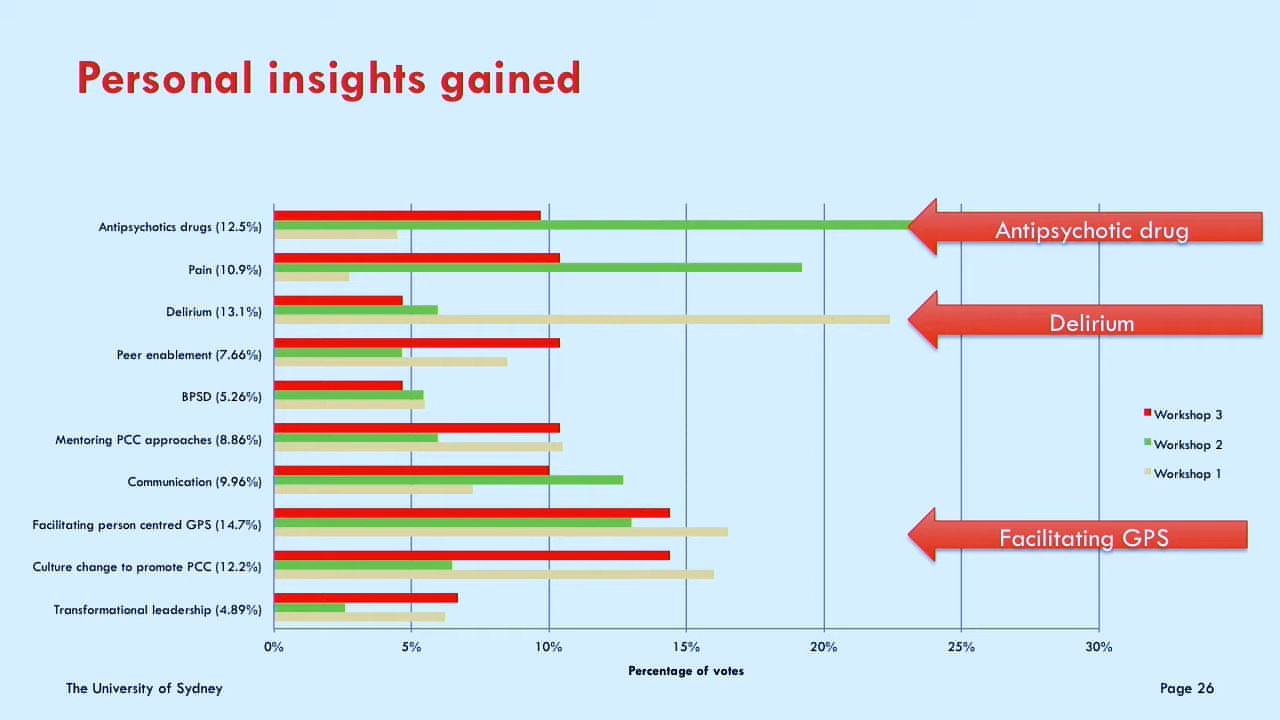 Personal insights gained
Antipsychotics drugs (12.5%)
Antipsychotic drug
Pain (10.9%)
Delirium (13.1%)
Delirium
Peer enablement (7.66%)
BPSD (5.26%)
Workshop 3
Mentoring PCC approaches (8.86%)
Workshop 2
Communication (9.96%)
Workshop 1
Facilitating person centred GPS (14.7%)
Facilitating GPS
Culture change to promote PCC (12.2%)
Transformational leadership (4.89%)
0% 5% 10% 15% 20% 25% 30%
Percentage of votes
The University of Sydney
Page 26